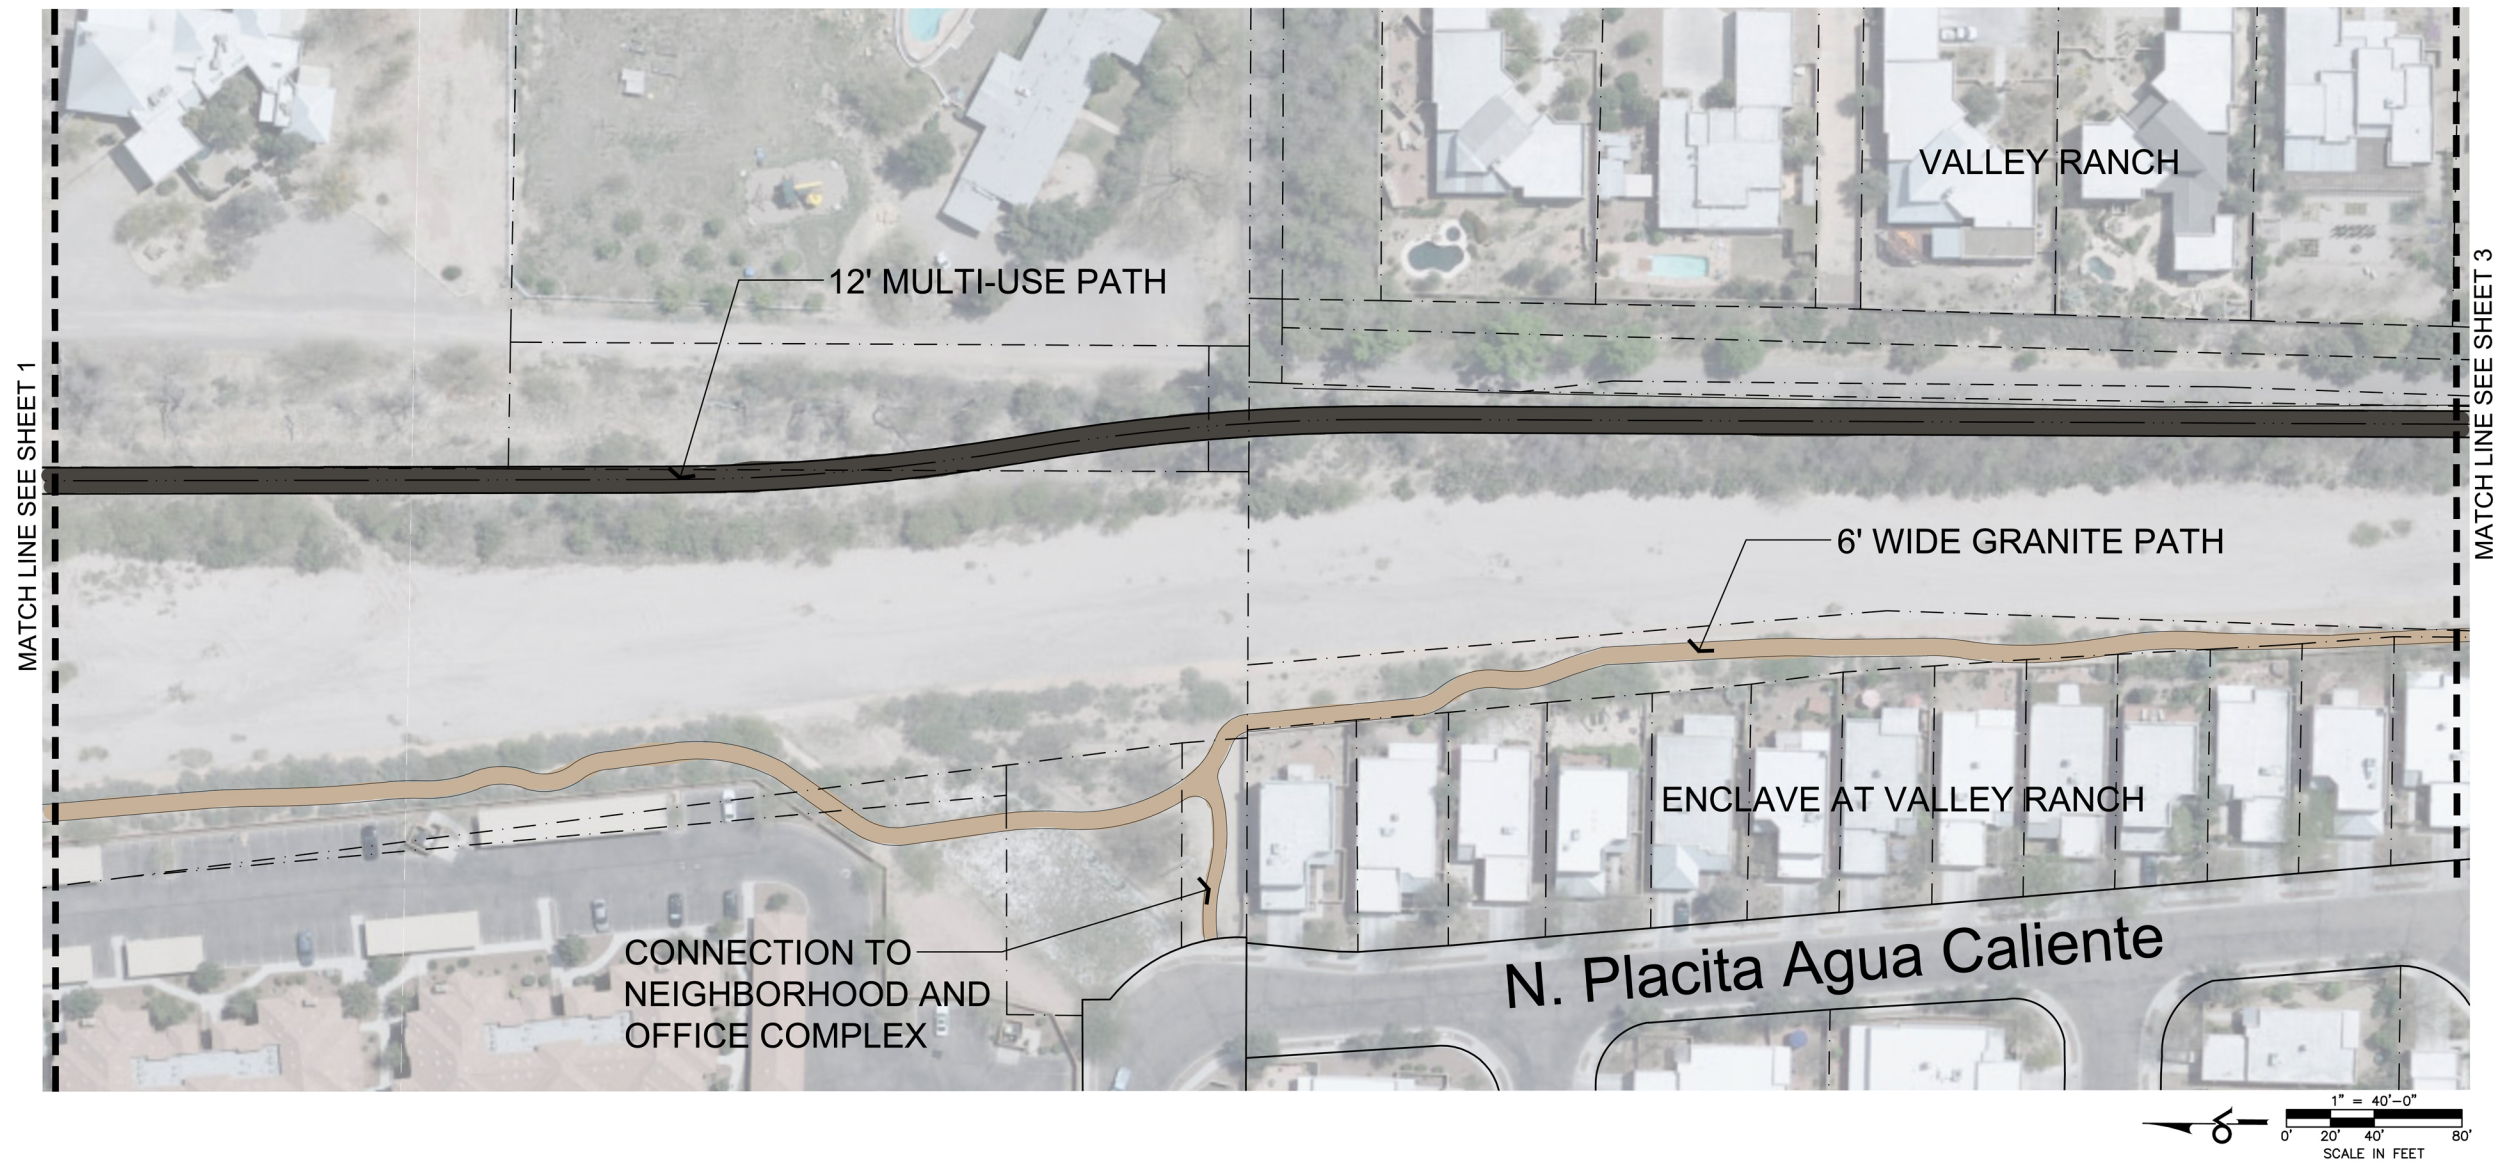 VALLEY RANCH
12' MULTI-USE PATH
MATCH LINE SEE SHEET 1
MATCH LINE SEE SHEET 3
6' WIDE GRANITE PATH
ENCLAVE AT VALLEY RANCH
CONNECTION TO
NEIGHBORHOOD AND
OFFICE COMPLEX
N. Placita Agua Caliente
1" = 40'-0"
0' 20' 40' 80'
SCALE IN FEET